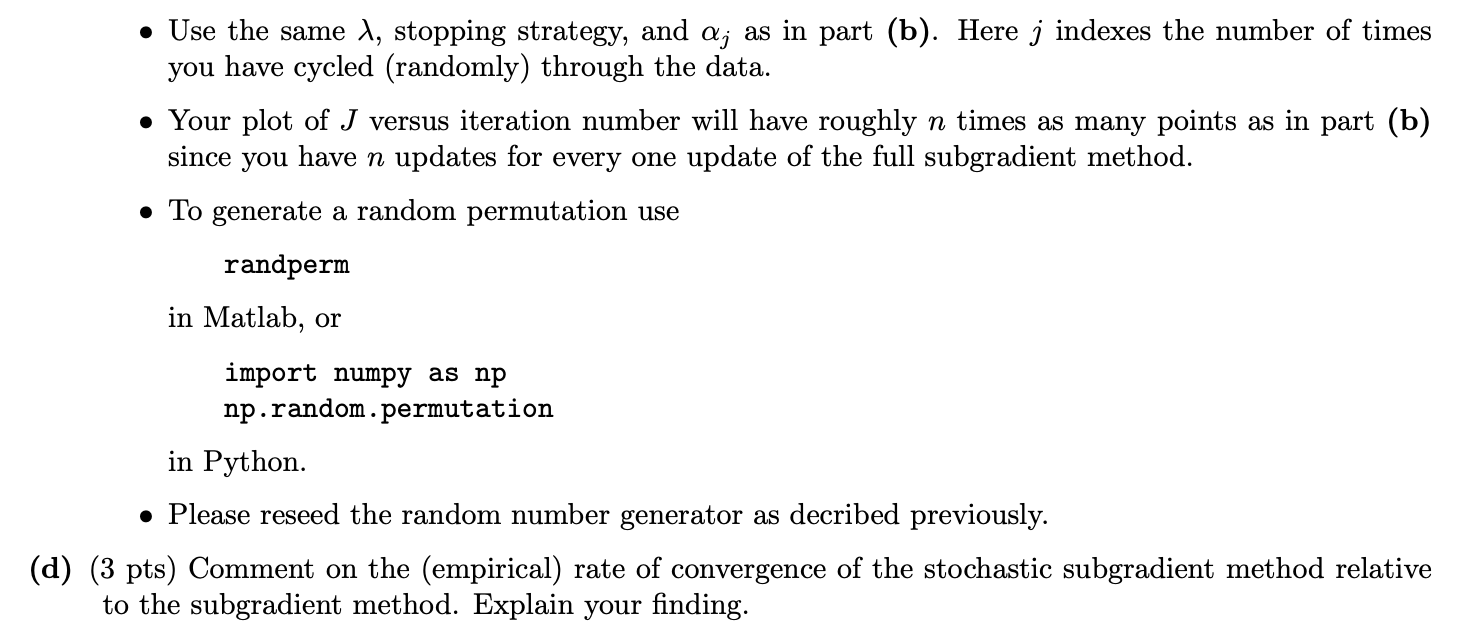 • Use the same λ, stopping strategy, and αj as in part (b). Here j indexes the number of times
you have cycled (randomly) through the data.
• Your plot of J versus iteration number will have roughly n times as many points as in part (b)
since you have n updates for every one update of the full subgradient method.
• To generate a random permutation use
randperm
in Matlab, or
import numpy as np
np.random.permutation
in Python.
• Please reseed the random number generator as decribed previously.
(d) (3 pts) Comment on the (empirical) rate of convergence of the stochastic subgradient method relative
to the subgradient method. Explain your finding.